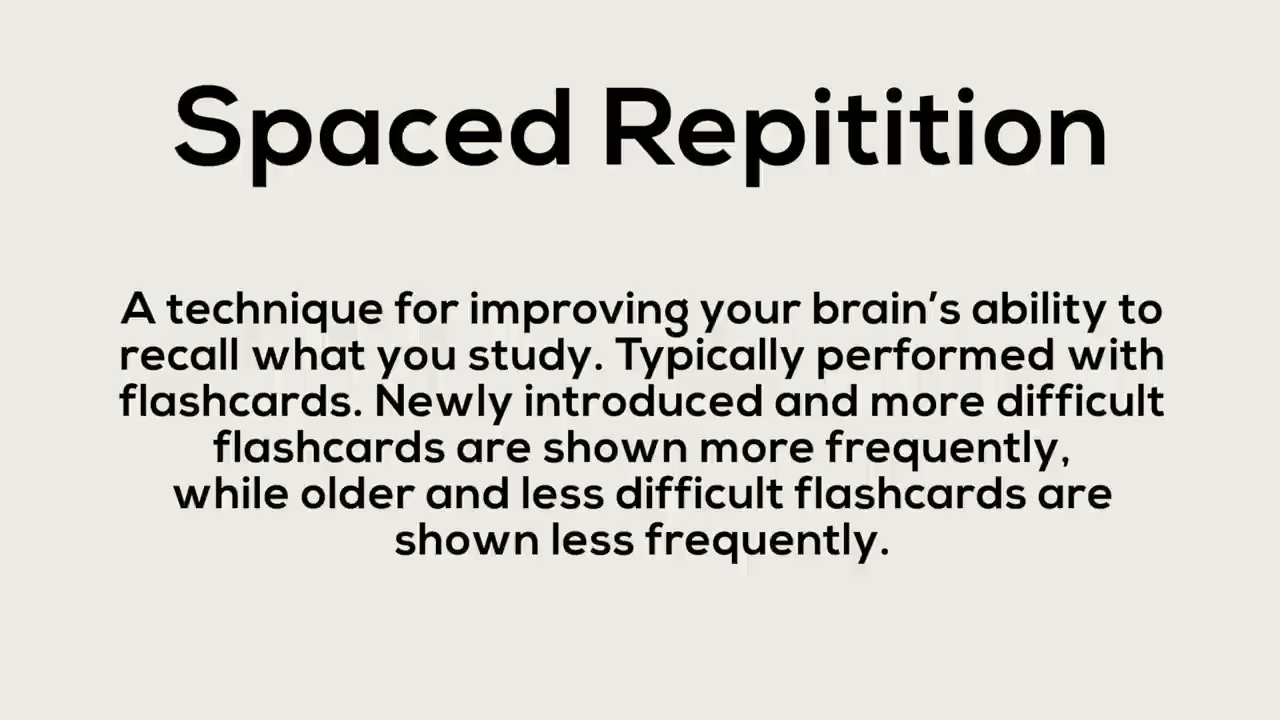 Spaced Repitition
A technique for improving your brain’s ability to
recall what you study. Typically performed with
flashcards. Newly introduced and more difficult
flashcards are shown more frequently,
while older and less difficult flashcards are
shown less frequently.